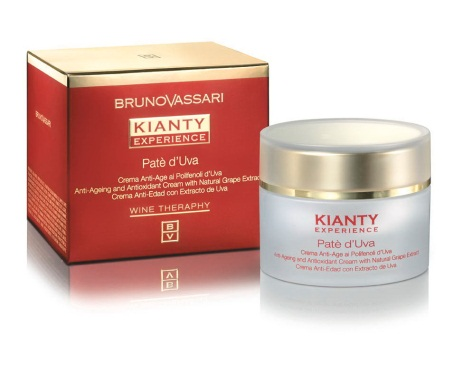 BRUNOVASSARI
KIANTY
EXPERIENCE
Patè d'Uva
Crema Anti-Age ai Polifenoli d'Uva
Anti-Ageing and Antioxidant Cream with Natural Grape Extract
Crema Anti-Edad con Extracto de Uva
WINE THERAPHY
B
V
KIANTY
EXPERIENCE
Patè d'Uva
Crema Anti-Age ai Polifenoli d'Uva
Anti Ageing and Antioxidant Cream with Natural Grape Extract
Crema Anti-Edad con Extracto de Uva